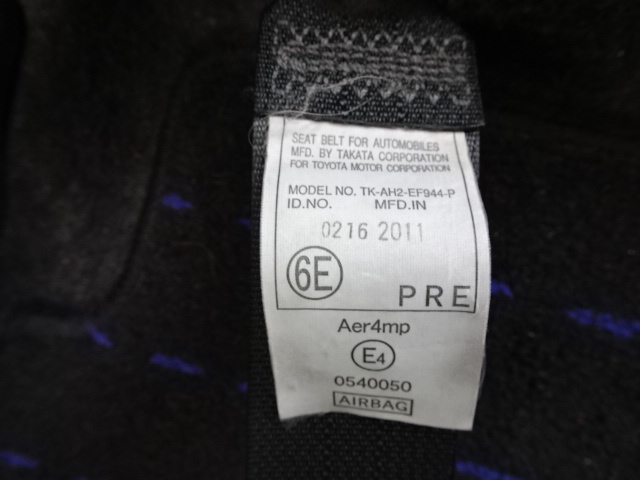 SEAT BELT FOR AUTOMOBILES
MFD. BY TAKATA CORPORATION
FOR TOYOTA MOTOR CORPORATION
MODEL NO. TK-AH2-EF944-P
ID.NO. MFD.IN
0216 2011
6E
PRE
Aer4mp
E4
0540050
AIRBAG